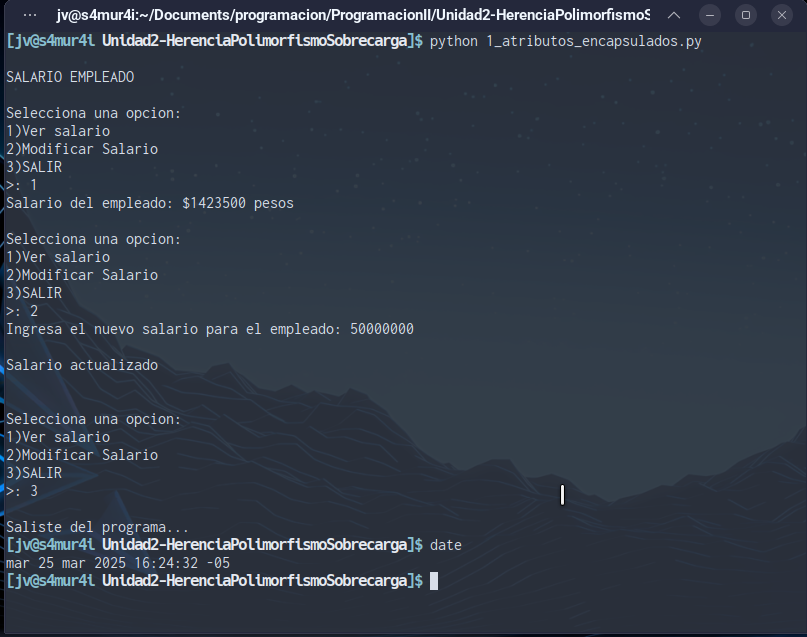 ··· jv@s4mur4i:~/Documents/programacion/ProgramacionII/Unidad2-HerenciaPolimorfismoS
[jv@s4mur4i Unidad2-HerenciaPolimorfismoSobrecarga]$ python 1_atributos_encapsulados.py
SALARIO EMPLEADO
Selecciona una opcion:
1)Ver salario
2)Modificar Salario
3)SALIR
>: 1
Salario del empleado: $1423500 pesos
Selecciona una opcion:
1)Ver salario
2)Modificar Salario
3)SALIR
>: 2
Ingresa el nuevo salario para el empleado: 50000000
Salario actualizado
Selecciona una opcion:
1)Ver salario
2)Modificar Salario
3)SALIR
>: 3
Saliste del programa...
[jv@s4mur4i Unidad2-HerenciaPolimorfismoSobrecarga]$ date
mar 25 mar 2025 16:24:32 -05
[jv@s4mur4i Unidad2-HerenciaPolimorfismoSobrecarga]$